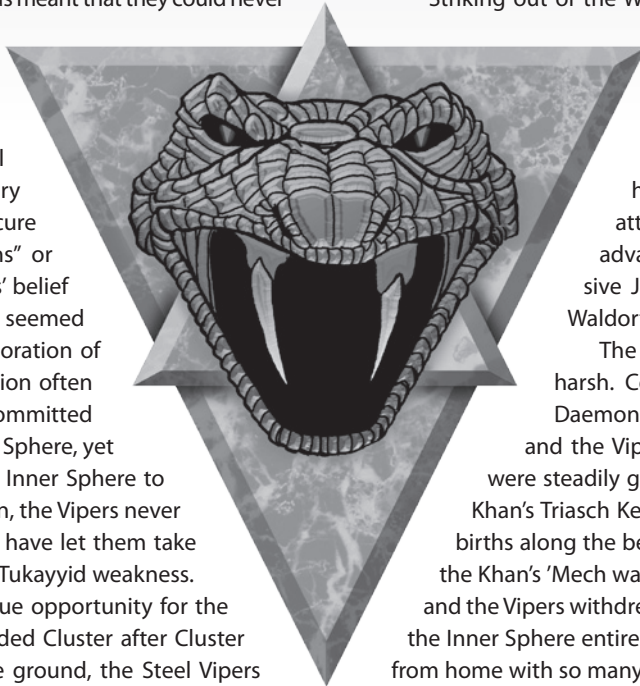 meant that they could never
l
ry
cure
ns” or
s’ belief
seemed
oration of
ion often
ommitted
Sphere, yet
Inner Sphere to
n, the Vipers never
have let them take
Tukayyid weakness.
ue opportunity for the
ded Cluster after Cluster
e ground, the Steel Vipers
Striking out of the W
h
att
adva
sive J
Waldor
The
harsh. C
Daemon
and the Vip
were steadily g
Khan’s Triasch Ke
births along the be
the Khan’s ’Mech wa
and the Vipers withdre
the Inner Sphere entire
from home with so many